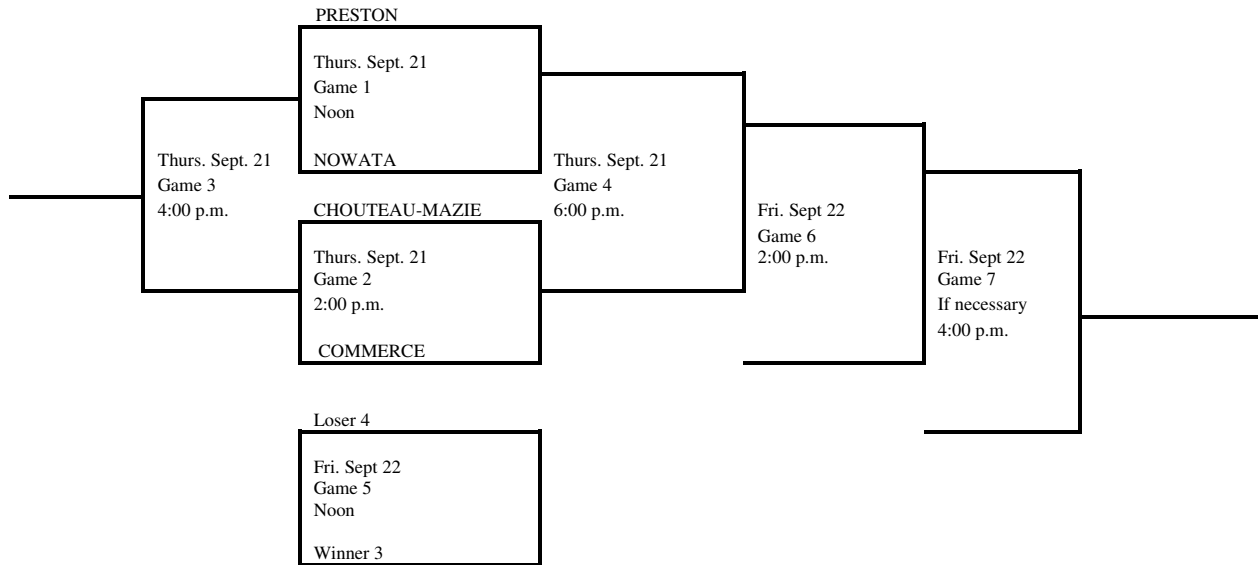 PRESTON
Thurs. Sept. 21
Game 1
Noon
NOWATA
Thurs. Sept. 21
Game 3
4:00 p.m.
Thurs. Sept. 21
Game 4
6:00 p.m.
CHOUTEAU-MAZIE
Thurs. Sept. 21
Game 2
2:00 p.m.
COMMERCE
Fri. Sept 22
Game 6
2:00 p.m.
Fri. Sept 22
Game 7
If necessary
4:00 p.m.
Loser 4
Fri. Sept 22
Game 5
Noon
Winner 3